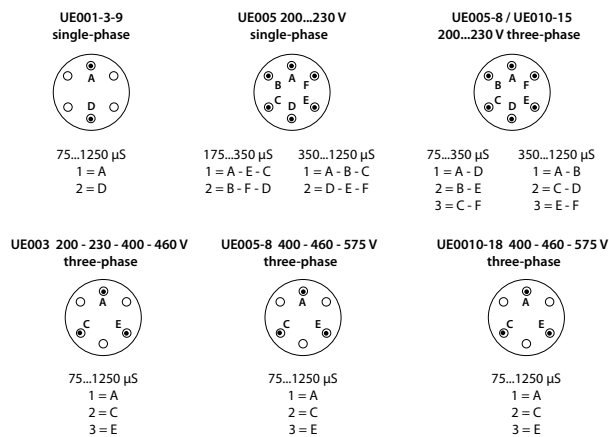 UE001-3-9
single-phase
A
D
75...1250 µS
1 = A
2 = D
UE005 200...230 V
single-phase
A
B F
C E
D
175...350 µS 350...1250 µS
1 = A - E - C 1 = A - B - C
2 = B - F - D 2 = D - E - F
UE005-8 / UE010-15
200...230 V three-phase
A
B F
C E
D
75...350 µS 350...1250 µS
1 = A - D 1 = A - B
2 = B - E 2 = C - D
3 = C - F 3 = E - F
UE003 200 - 230 - 400 - 460 V
three-phase
A
C E
75...1250 µS
1 = A
2 = C
3 = E
UE005-8 400 - 460 - 575 V
three-phase
A
C E
75...1250 µS
1 = A
2 = C
3 = E
UE0010-18 400 - 460 - 575 V
three-phase
A
C E
75...1250 µS
1 = A
2 = C
3 = E